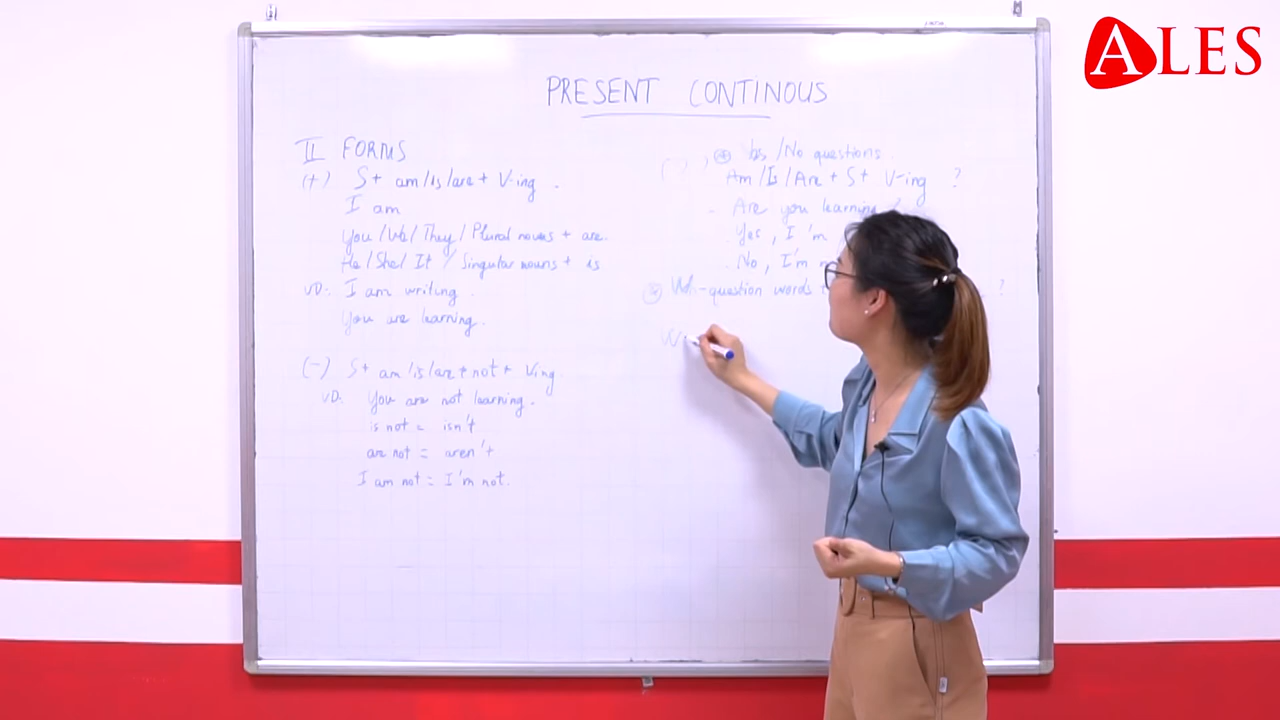 ALES
PRESENT CONTINOUS
II FORMS
(+) S+ am/is/are + V-ing.
I am
You/We/They/Plural nouns + are.
He/She/It/Singular nouns + is
VD: I am writing.
You are learning.
(-) S+ am/is/are+not+ Ving.
VD: You are not learning.
is not = isn't
are not = aren't
I am not = I'm not.
(?) * Yes/No questions.
Am/Is/Are + S+ V-ing ?
- Are you learning
. Yes, I'm
. No, I'm
* Wh-question words
?